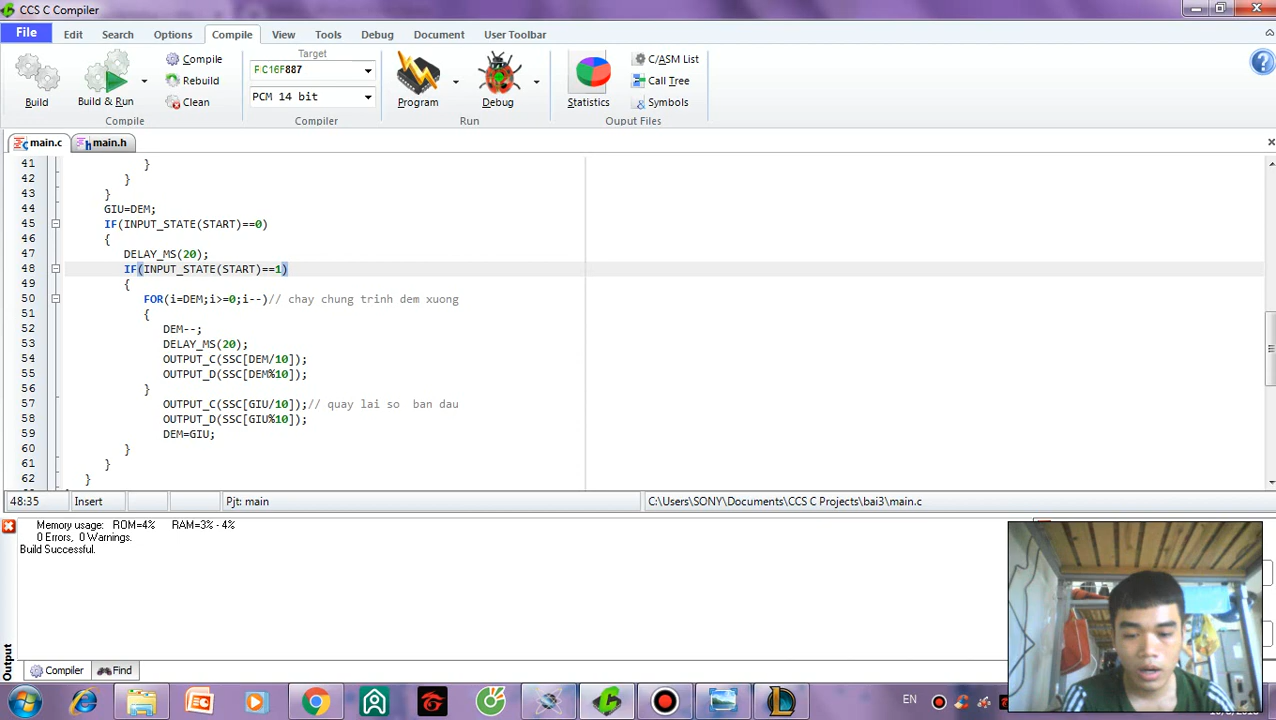 CCS C Compiler
File Edit Search Options Compile View Tools Debug Document User Toolbar
Build
Build & Run
Compile
Rebuild
Clean
Compile
Target
PIC16F887
PCM 14 bit
Compiler
Program
Debug
Run
Statistics
C/ASM List
Call Tree
Symbols
Ouput Files
main.c main.h
41 }
42 }
43 }
44 GIU=DEM;
45 IF(INPUT_STATE(START)==0)
46 {
47 DELAY_MS(20);
48 IF(INPUT_STATE(START)==1)
49 {
50 FOR(i=DEM;i>=0;i--)// chay chung trinh dem xuong
51 {
52 DEM--;
53 DELAY_MS(20);
54 OUTPUT_C(SSC[DEM/10]);
55 OUTPUT_D(SSC[DEM%10]);
56 }
57 OUTPUT_C(SSC[GIU/10]);// quay lai so ban dau
58 OUTPUT_D(SSC[GIU%10]);
59 DEM=GIU;
60 }
61 }
62 }
48:35 Insert Pjt: main C:\Users\SONY\Documents\CCS C Projects\bai3\main.c
Memory usage: ROM=4% RAM=3% - 4%
0 Errors, 0 Warnings.
Build Successful.
Output
Compiler Find
EN